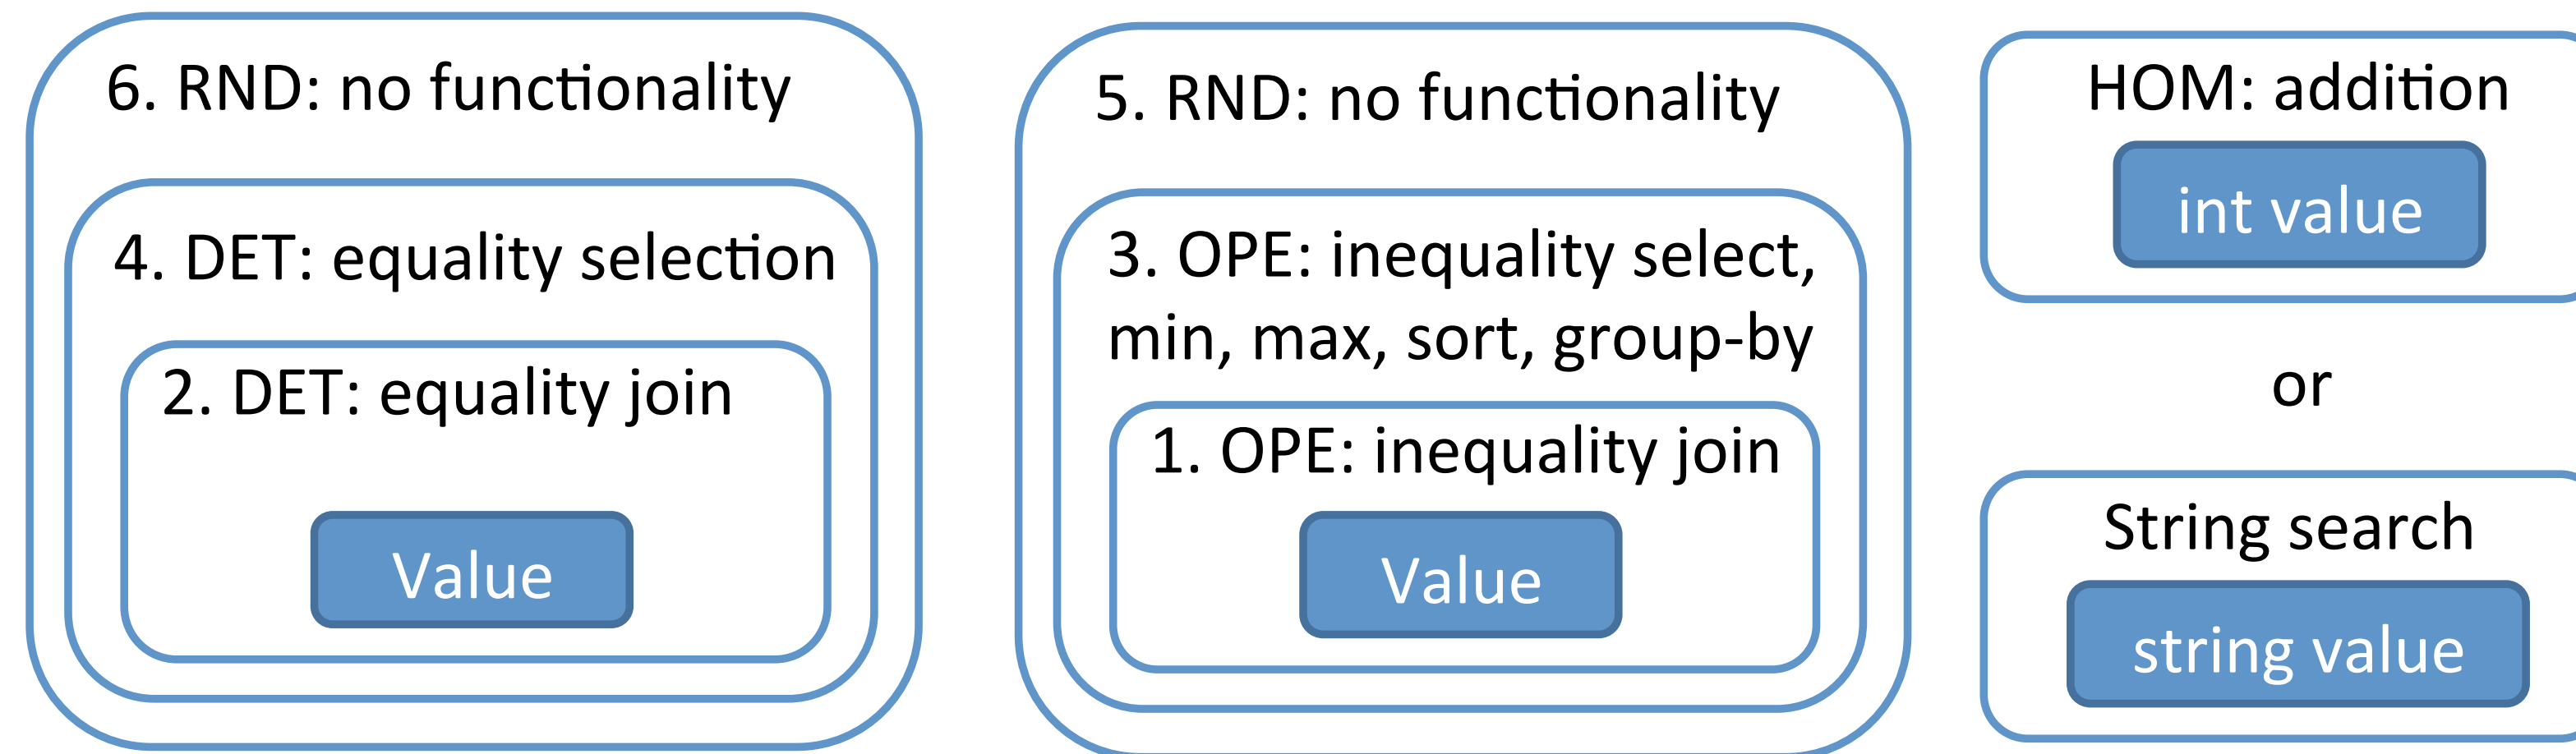 6. RND: no functionality
4. DET: equality selection
2. DET: equality join
Value
5. RND: no functionality
3. OPE: inequality select,
min, max, sort, group-by
1. OPE: inequality join
Value
HOM: addition
int value
or
String search
string value